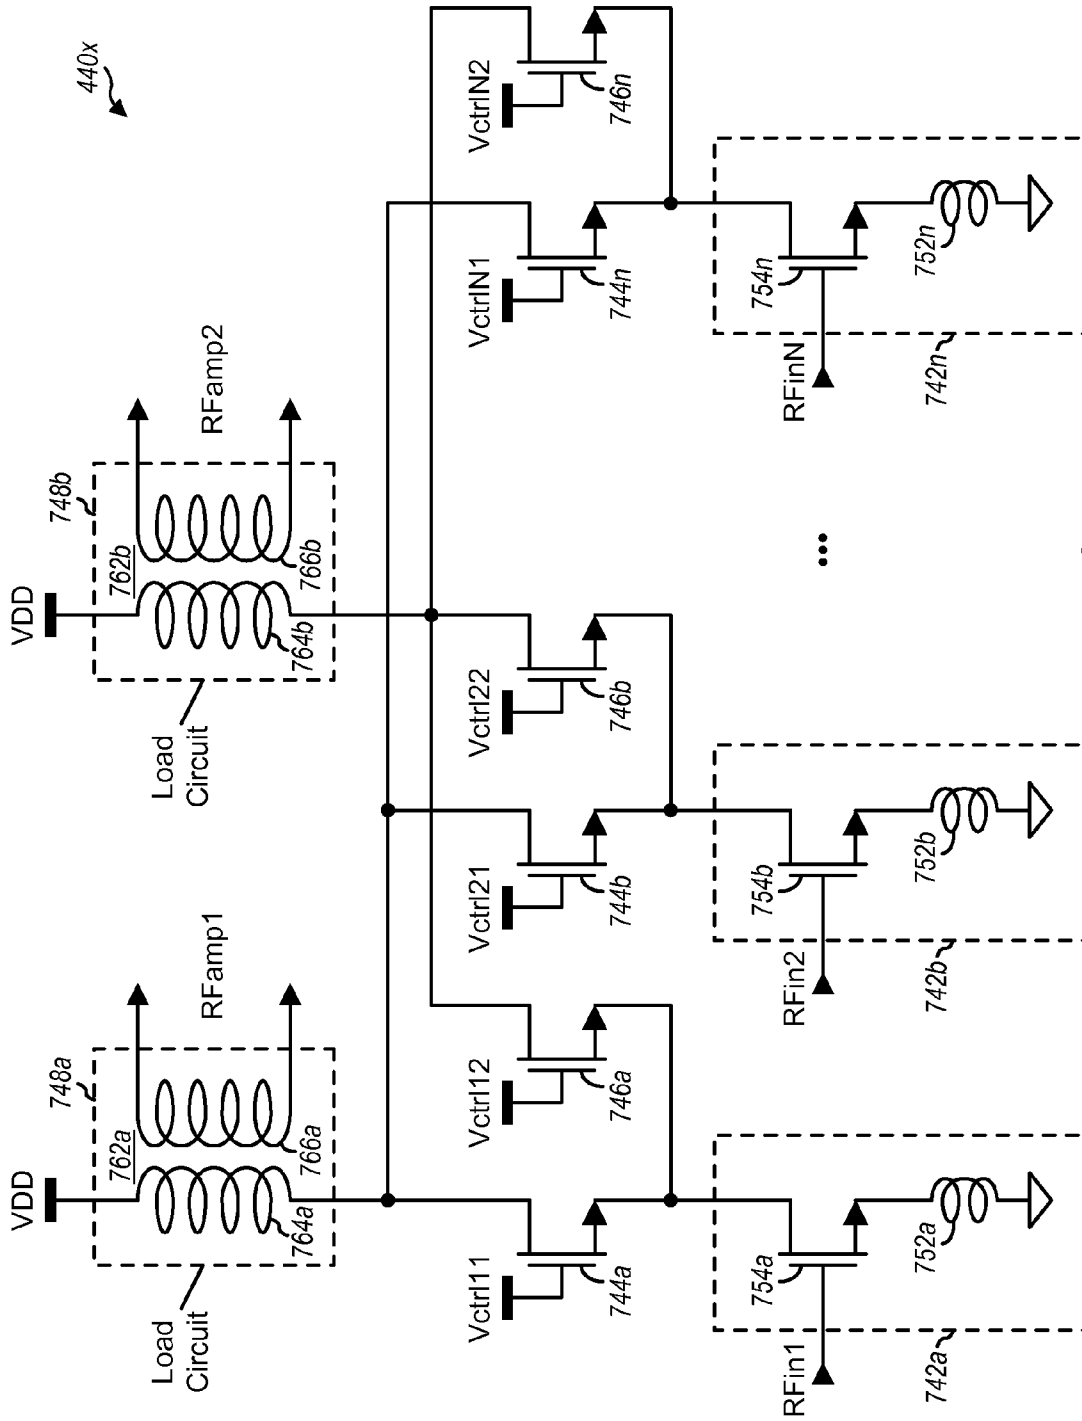 440x
VDD
748a
762a
764a
766a
Load
Circuit
RFamp1
VDD
748b
762b
764b
766b
Load
Circuit
RFamp2
Vctrl11
744a
Vctrl12
746a
Vctrl21
744b
Vctrl22
746b
VctrlN1
744n
VctrlN2
746n
RFin1
754a
752a
742a
RFin2
754b
752b
742b
...
RFinN
754n
752n
742n